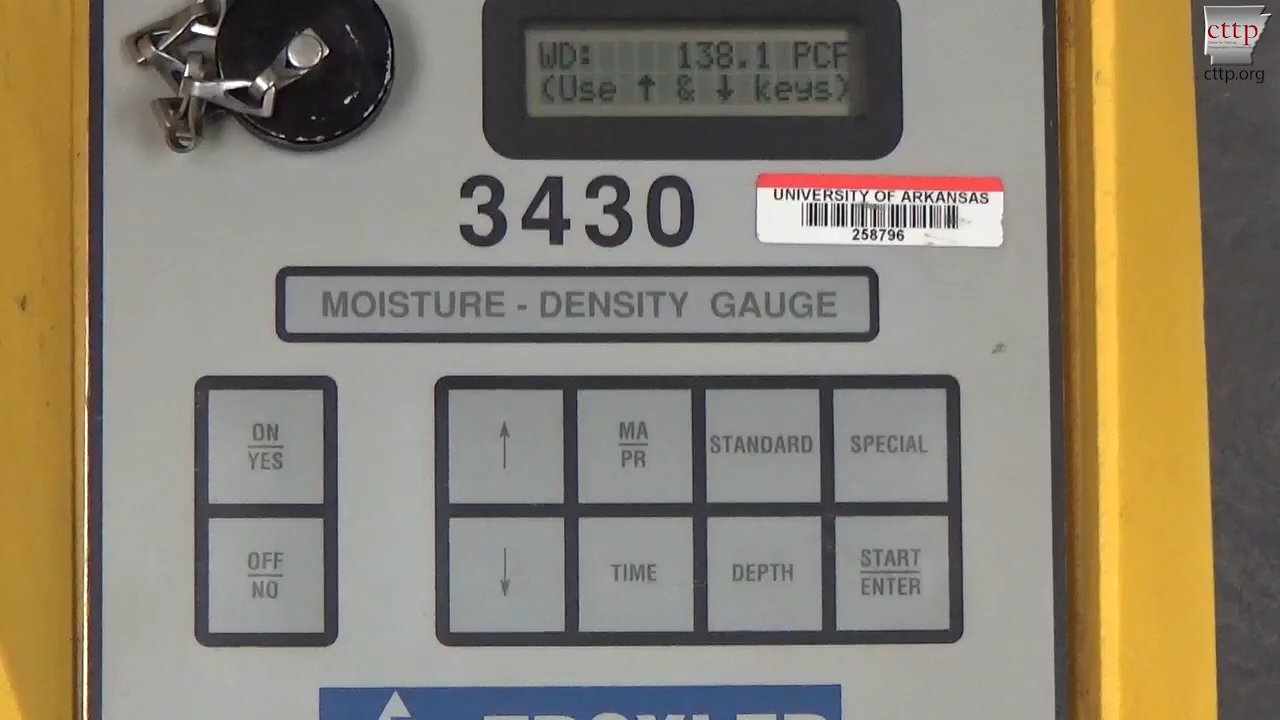 cttp
cttp.org
WD: 138.1 PCF
(Use ↑ & ↓ keys)
3430
UNIVERSITY OF ARKANSAS
258796
MOISTURE - DENSITY GAUGE
ON
YES
MA
PR
STANDARD
SPECIAL
OFF
NO
TIME
DEPTH
START
ENTER
TROXLER